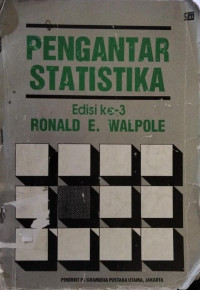 PENGANTAR
STATISTIKA
Edisi ke-3
RONALD E. WALPOLE
PENERBIT PT GRAMEDIA PUSTAKA UTAMA, JAKARTA